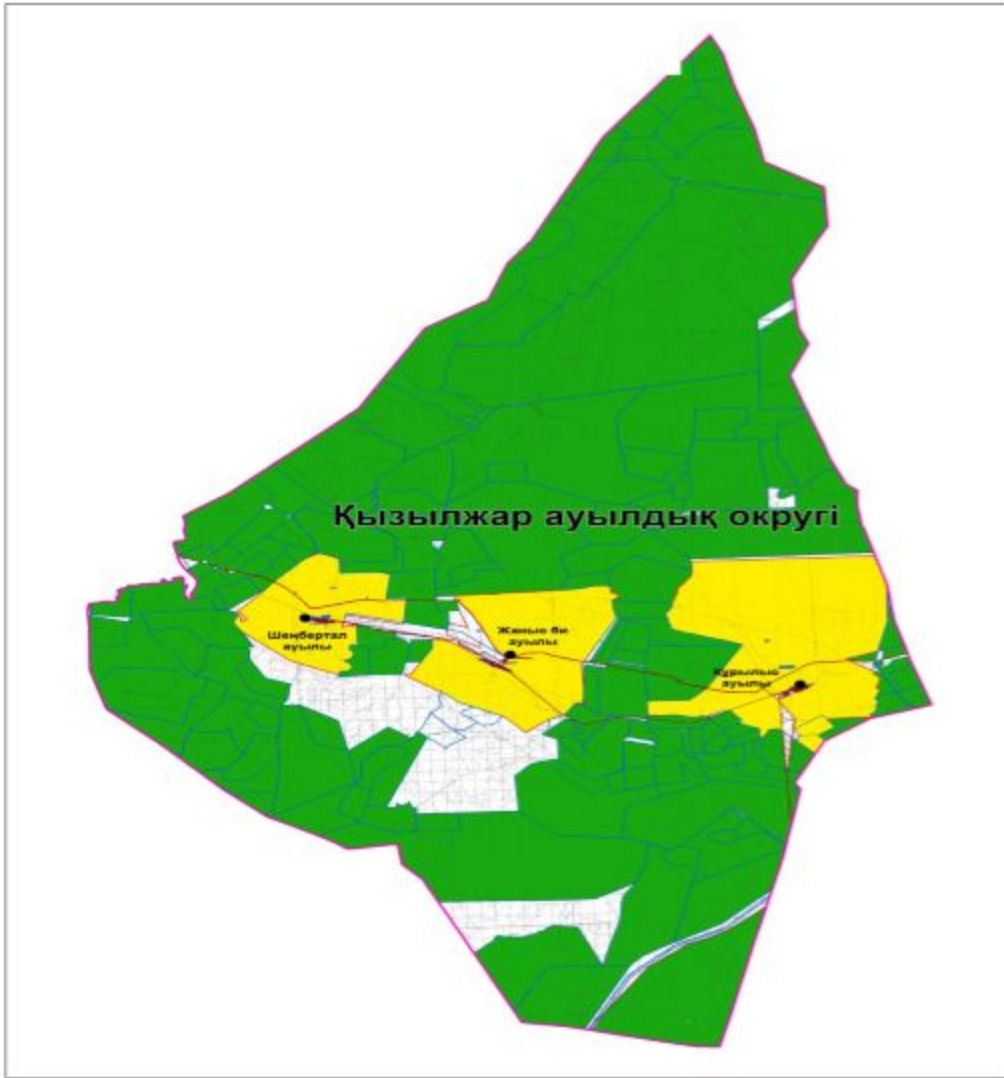 Қызылжар ауылдық округі
Шеңбертал
ауылы
Жаныс би
ауылы
Құрылыс
ауылы